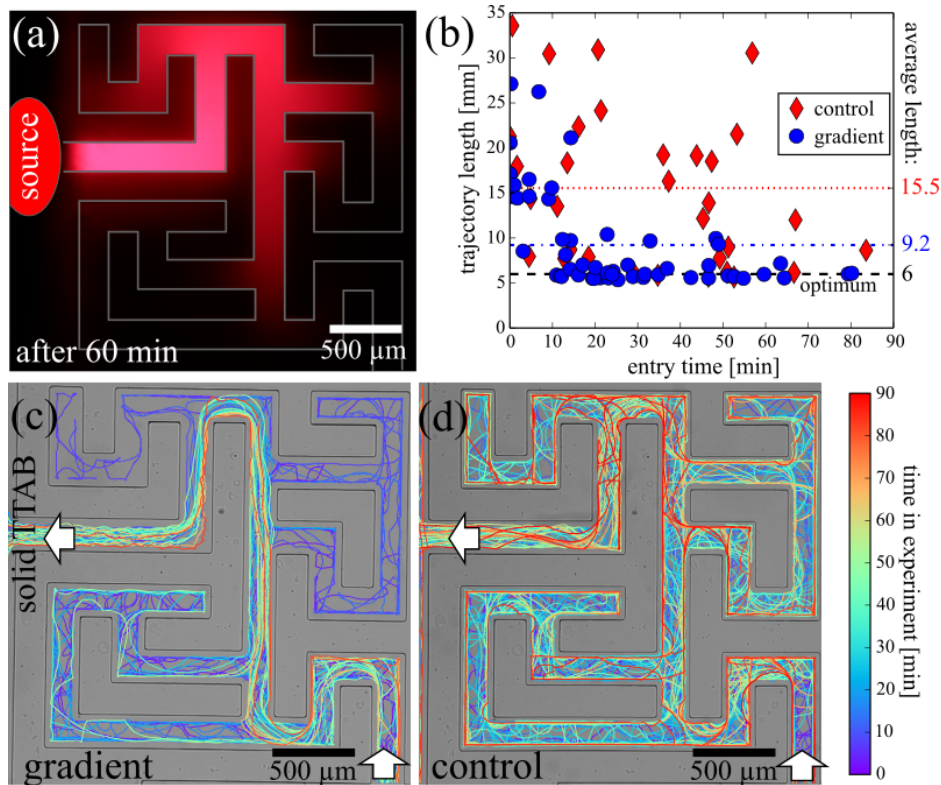 (a)
source
after 60 min
500 µm
(b)
trajectory length [mm]
35
30
25
20
15
10
5
0
0 10 20 30 40 50 60 70 80 90
entry time [min]
control
gradient
optimum
average length:
15.5
9.2
6
(c)
solid TTAB
gradient
500 µm
(d)
control
500 µm
90
80
70
60
50
40
30
20
10
0
time in experiment [min]